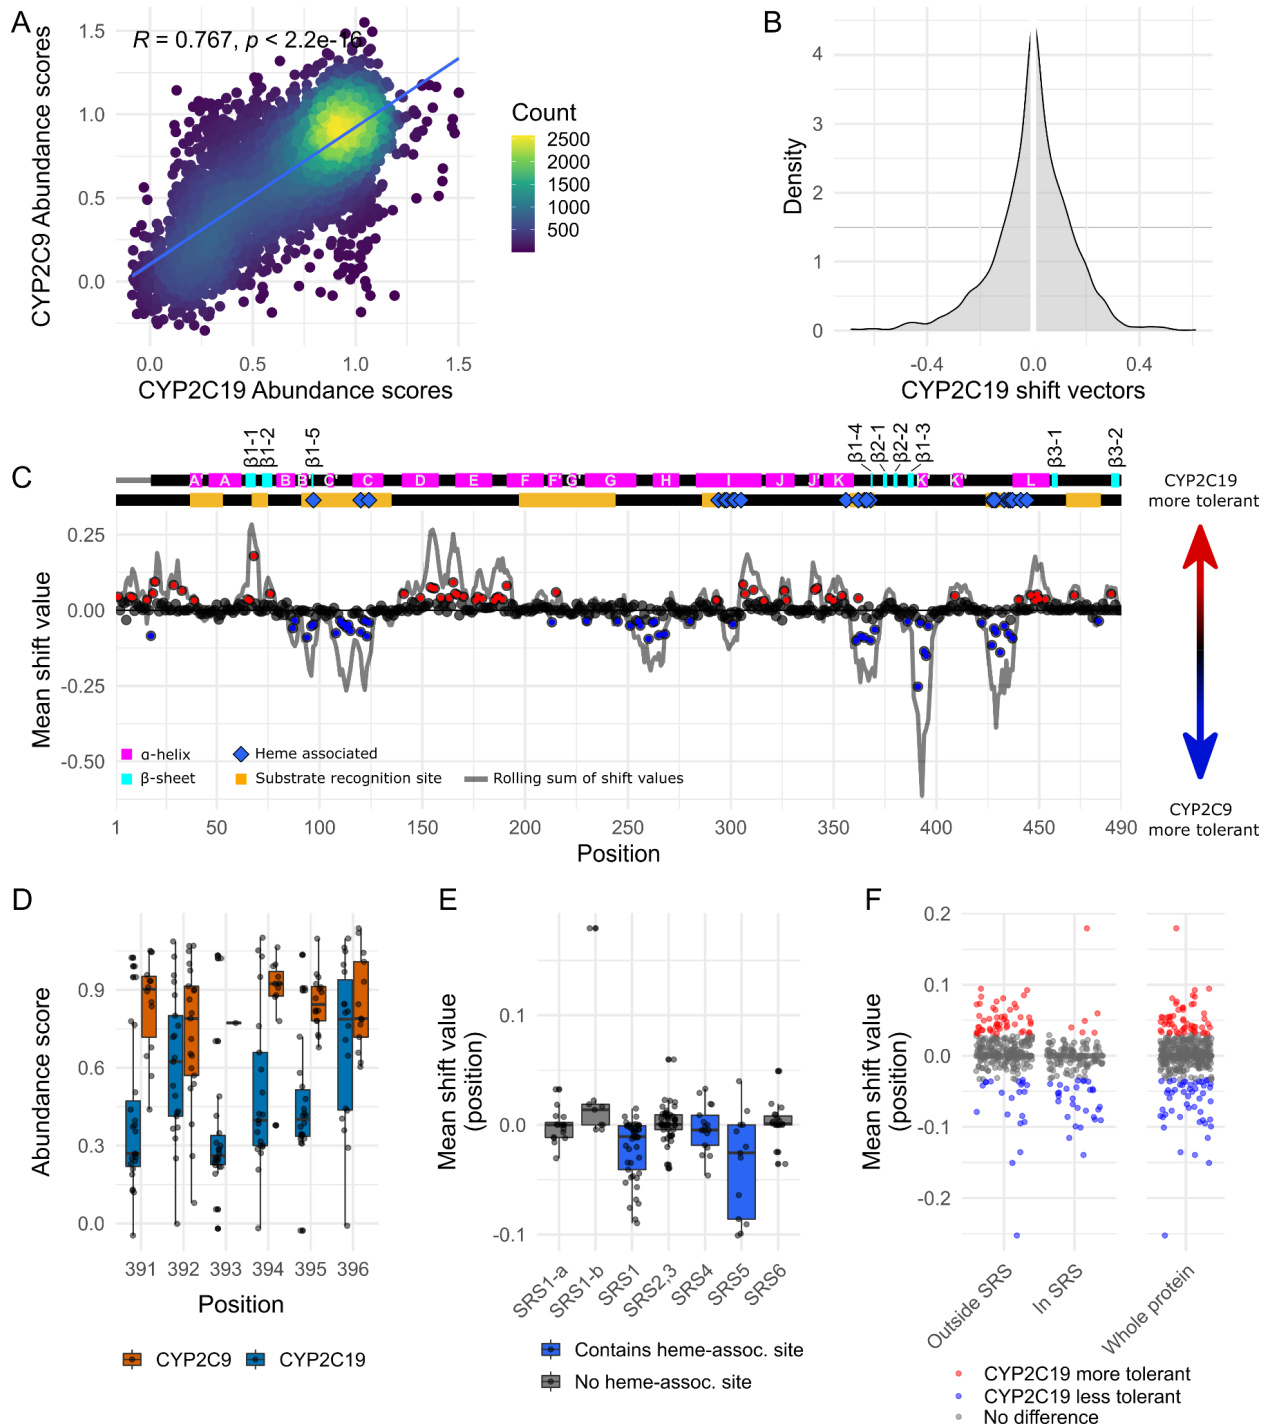 A
R = 0.767, p < 2.2e-16
CYP2C9 Abundance scores
1.5
1.0
0.5
0.0
0.0
0.5
1.0
1.5
CYP2C19 Abundance scores
Count
2500
2000
1500
1000
500
B
Density
4
3
2
1
0
-0.4
0.0
0.4
CYP2C19 shift vectors
C
β1-1
β1-2
β1-5
β1-4
β2-1
β2-2
β1-3
β3-1
β3-2
A' A B B' C' C D E F F' G' G H I J J' K K' K" L
CYP2C19
more tolerant
Mean shift value
0.25
0.00
-0.25
-0.50
α-helix
Heme associated
β-sheet
Substrate recognition site
Rolling sum of shift values
1 50 100 150 200 250 300 350 400 450 490
Position
CYP2C9
more tolerant
D
Abundance score
0.9
0.6
0.3
0.0
391 392 393 394 395 396
Position
CYP2C9
CYP2C19
E
Mean shift value
(position)
0.1
0.0
-0.1
SRS1-a
SRS1-b
SRS1
SRS2,3
SRS4
SRS5
SRS6
Contains heme-assoc. site
No heme-assoc. site
F
Mean shift value
(position)
0.2
0.1
0.0
-0.1
-0.2
Outside SRS
In SRS
Whole protein
CYP2C19 more tolerant
CYP2C19 less tolerant
No difference